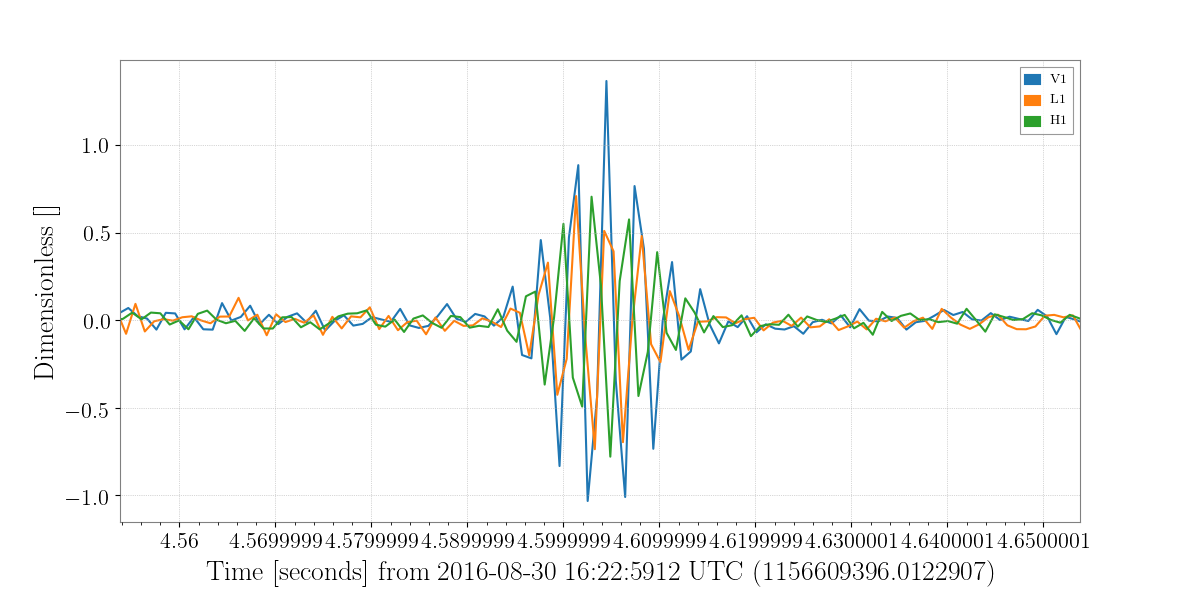 V1
L1
H1
1.0
0.5
0.0
−0.5
−1.0
Dimensionless []
4.56 4.5699999 4.5799999 4.5899999 4.5999999 4.6099999 4.6199999 4.6300001 4.6400001 4.6500001
Time [seconds] from 2016-08-30 16:22:5912 UTC (1156609396.0122907)